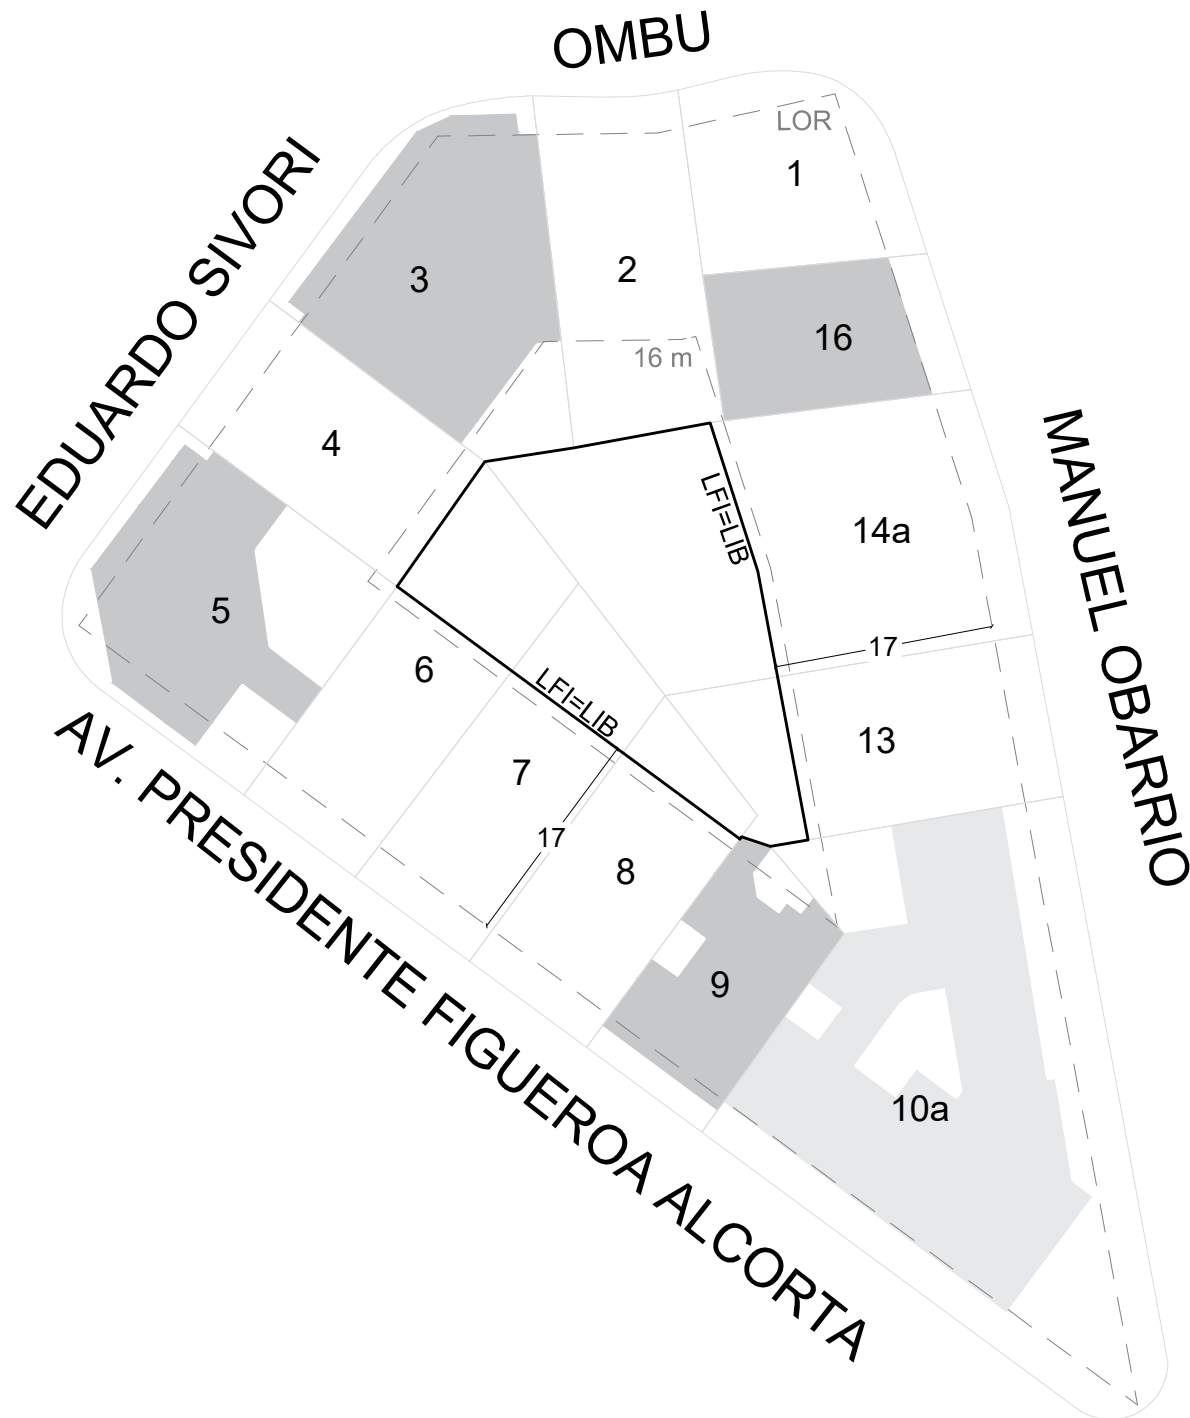 OMBU
LOR
1
EDUARDO SIVORI
3
2
16
16 m
4
MANUEL OBARRIO
LFI=LIB
14a
5
17
6
LFI=LIB
13
7
AV. PRESIDENTE FIGUEROA ALCORTA
17
8
9
10a